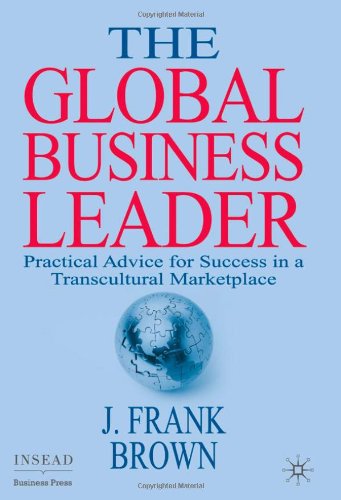 THE
GLOBAL
BUSINESS
LEADER
Practical Advice for Success in a
Transcultural Marketplace
J. FRANK
BROWN
INSEAD
Business Press